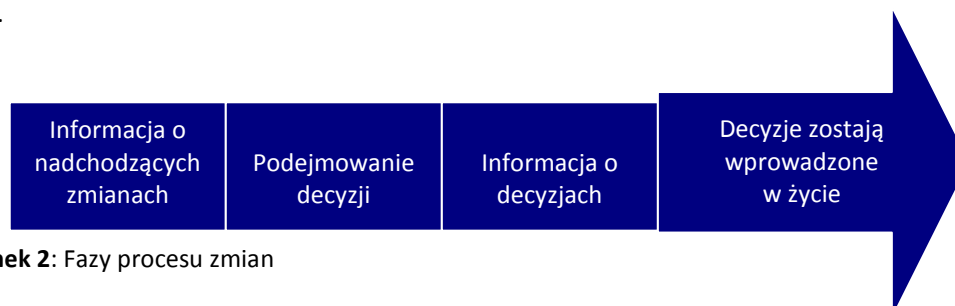 Informacja o
nadchodzących
zmianach
Podejmowanie
decyzji
Informacja o
decyzjach
Decyzje zostają
wprowadzone
w życie
nek 2: Fazy procesu zmian